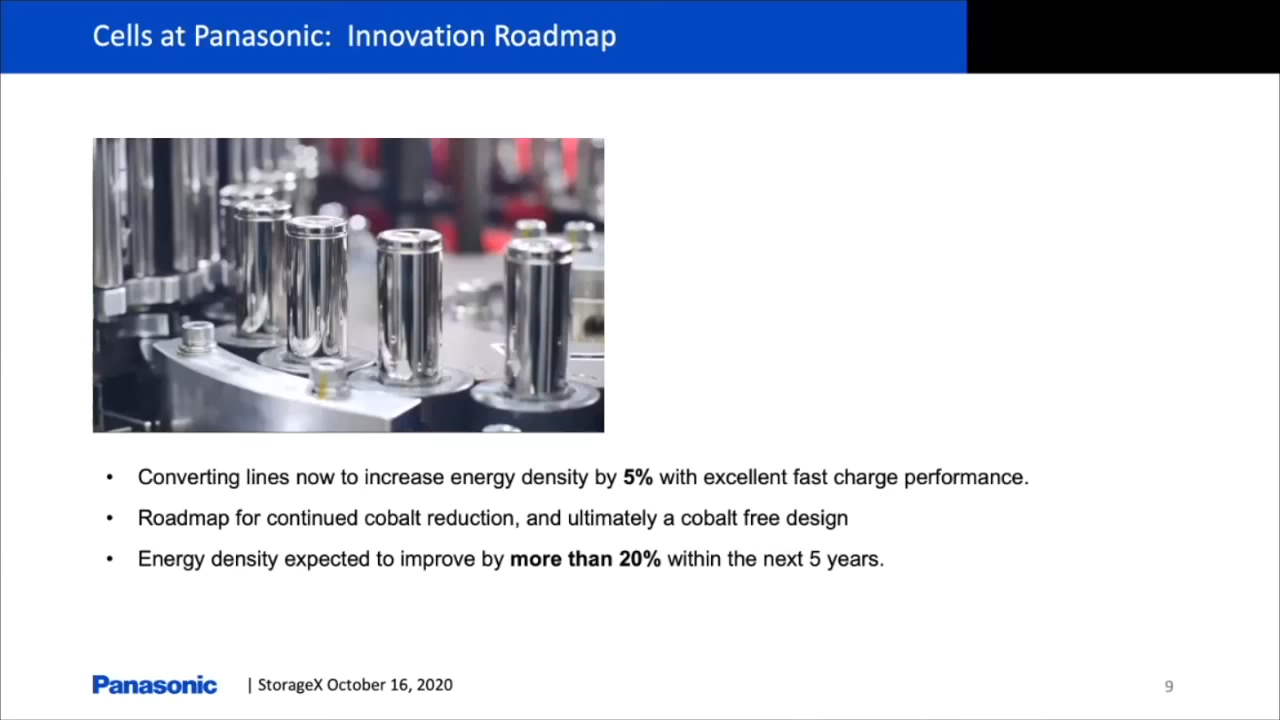 Cells at Panasonic: Innovation Roadmap
• Converting lines now to increase energy density by 5% with excellent fast charge performance.
• Roadmap for continued cobalt reduction, and ultimately a cobalt free design
• Energy density expected to improve by more than 20% within the next 5 years.
Panasonic | StorageX October 16, 2020 9